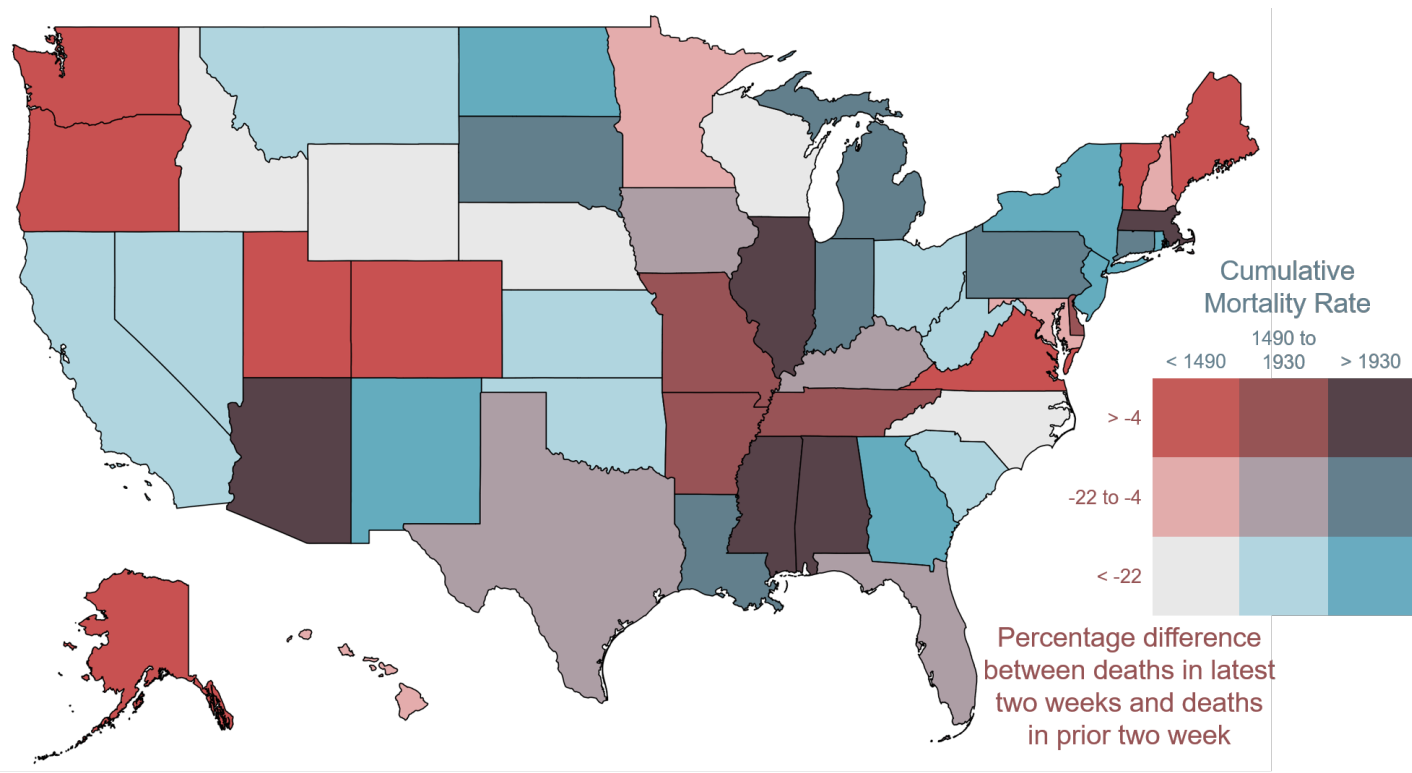 Cumulative
Mortality Rate
1490 to
< 1490 1930 > 1930
> -4
-22 to -4
< -22
Percentage difference
between deaths in latest
two weeks and deaths
in prior two week